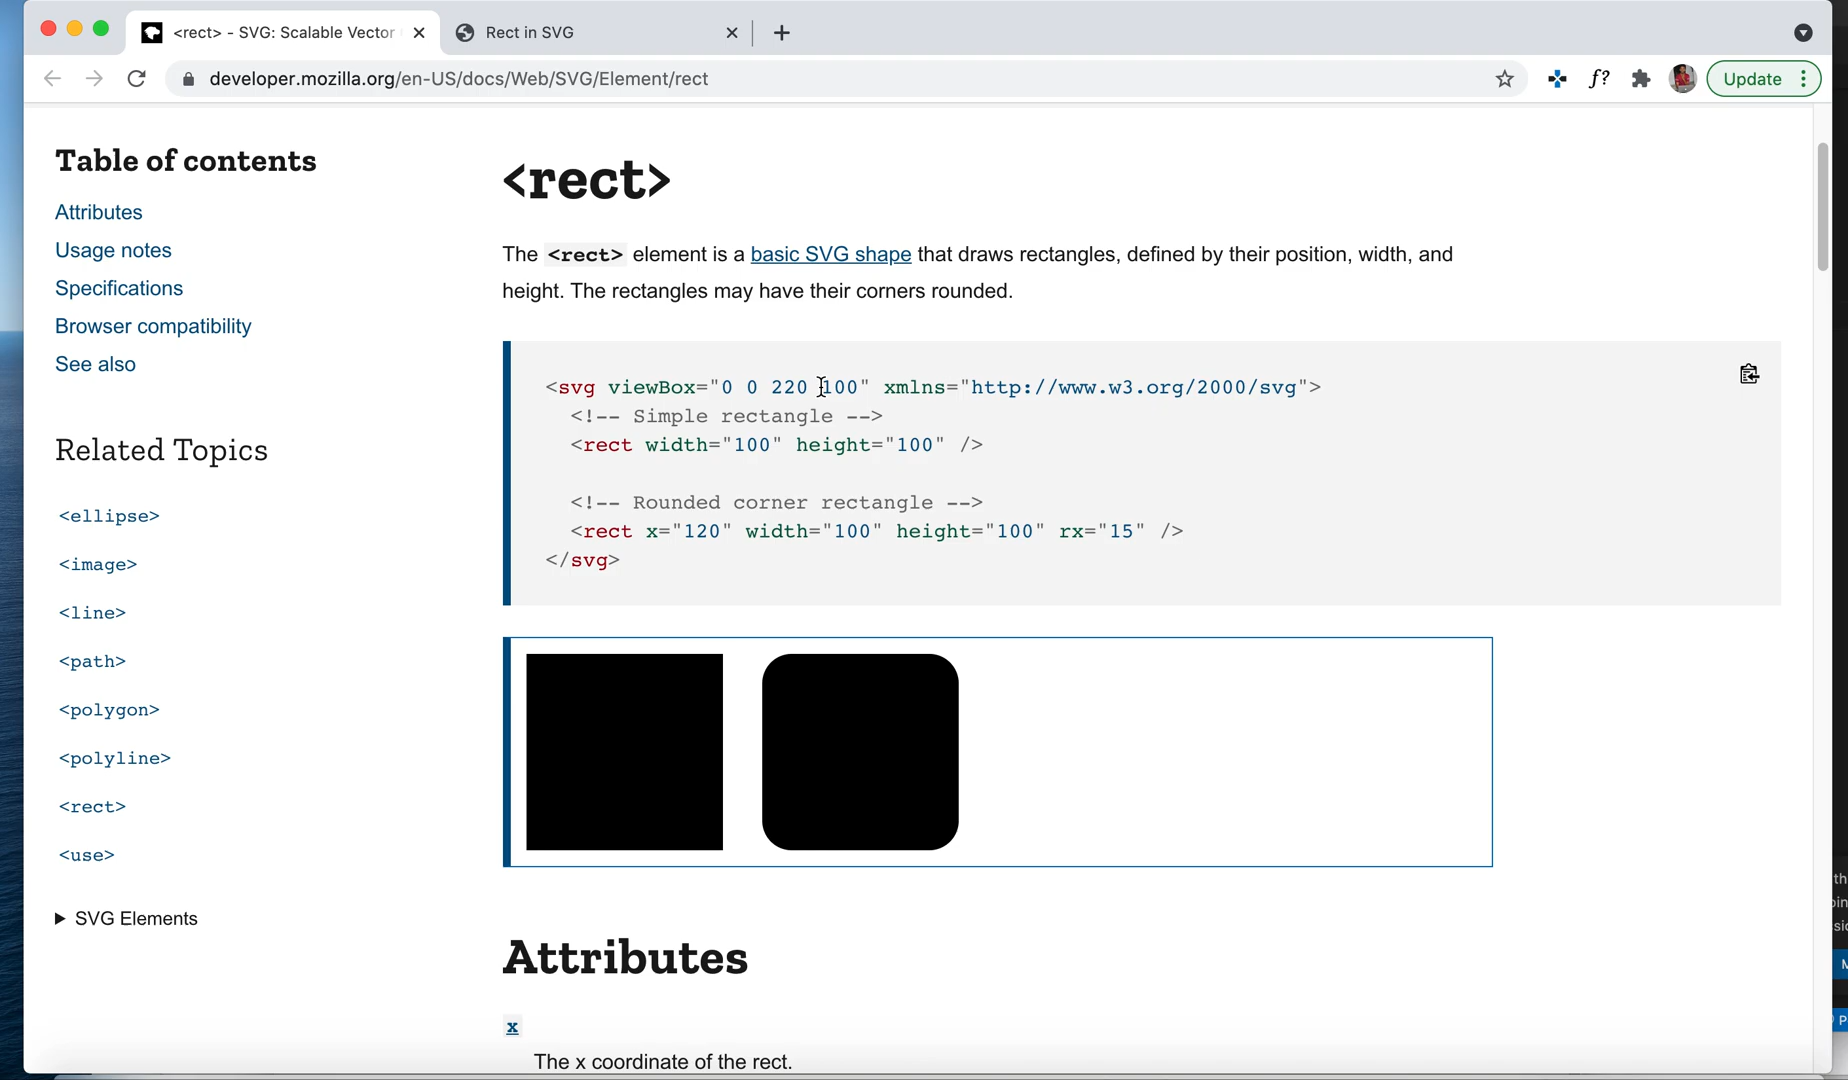 <rect> - SVG: Scalable Vector
Rect in SVG
developer.mozilla.org/en-US/docs/Web/SVG/Element/rect
f?
Update
Table of contents
Attributes
Usage notes
Specifications
Browser compatibility
See also
Related Topics
<ellipse>
<image>
<line>
<path>
<polygon>
<polyline>
<rect>
<use>
SVG Elements
<rect>
The <rect> element is a basic SVG shape that draws rectangles, defined by their position, width, and
height. The rectangles may have their corners rounded.
<svg viewBox="0 0 220 100" xmlns="http://www.w3.org/2000/svg">
<!-- Simple rectangle -->
<rect width="100" height="100" />
<!-- Rounded corner rectangle -->
<rect x="120" width="100" height="100" rx="15" />
</svg>
Attributes
x
The x coordinate of the rect.